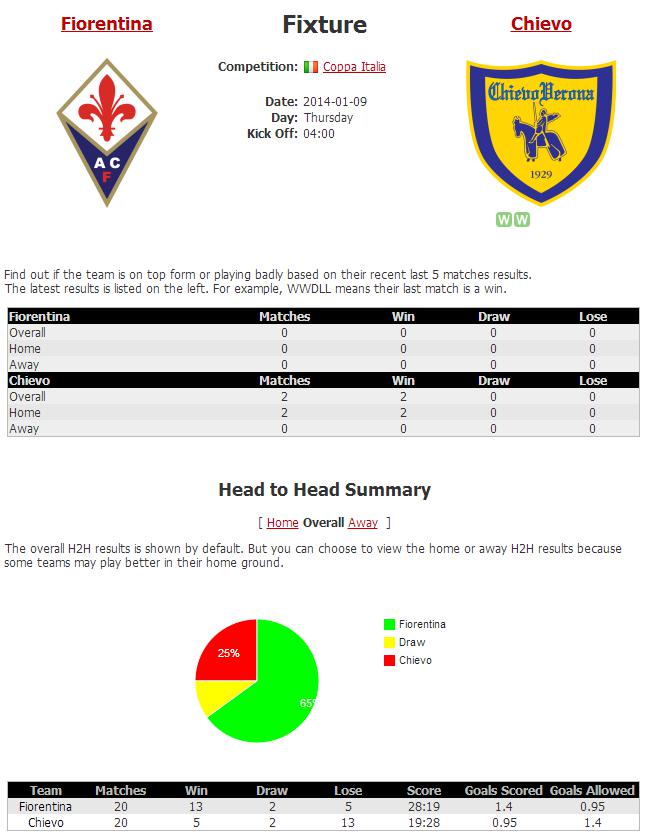 Fiorentina
Fixture
Chievo
Competition: Coppa Italia
Date: 2014-01-09
Day: Thursday
Kick Off: 04:00
A C
F
ChievoVerona
1929
W W
Find out if the team is on top form or playing badly based on their recent last 5 matches results.
The latest results is listed on the left. For example, WWDLL means their last match is a win.
Fiorentina Matches Win Draw Lose
Overall 0 0 0 0
Home 0 0 0 0
Away 0 0 0 0
Chievo Matches Win Draw Lose
Overall 2 2 0 0
Home 2 2 0 0
Away 0 0 0 0
Head to Head Summary
[ Home Overall Away ]
The overall H2H results is shown by default. But you can choose to view the home or away H2H results because
some teams may play better in their home ground.
Fiorentina
Draw
Chievo
25%
65%
Team Matches Win Draw Lose Score Goals Scored Goals Allowed
Fiorentina 20 13 2 5 28:19 1.4 0.95
Chievo 20 5 2 13 19:28 0.95 1.4